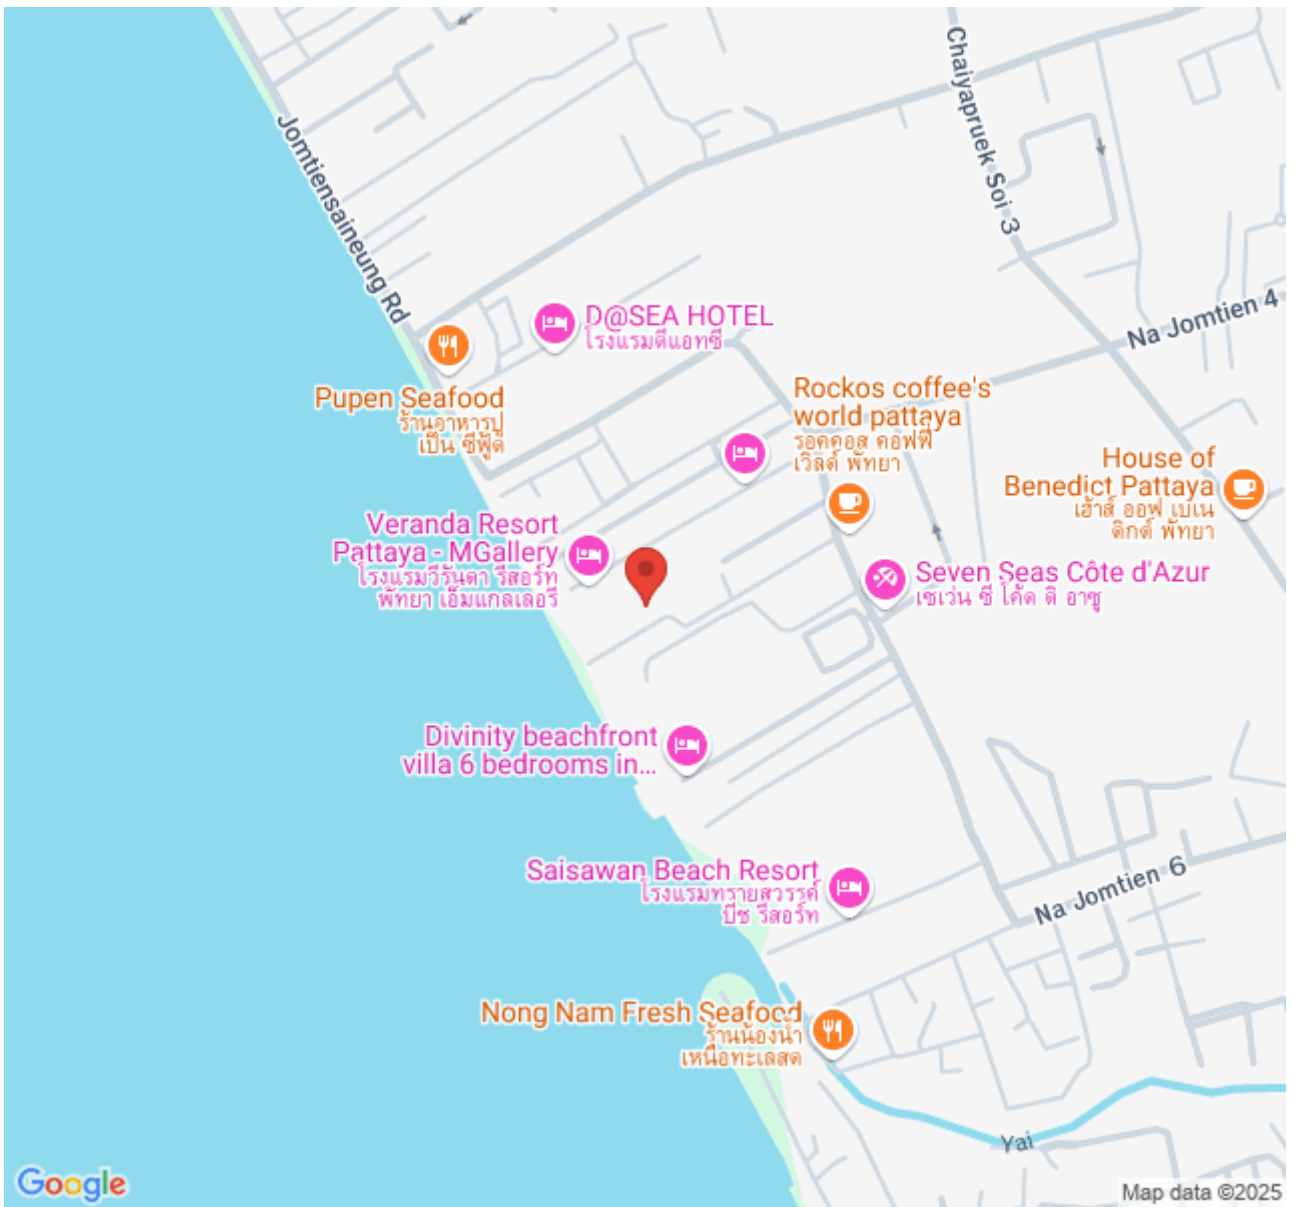 Chaiyapruek Soi 3
Jomtiensaineung Rd
Na Jomtien 4
D@SEA HOTEL
โรงแรมดีแอทซี
Pupen Seafood
ร้านอาหารปู
เป็น ซีฟู้ด
Rockos coffee's
world pattaya
รอคคอส คอฟฟี่
เวิลด์ พัทยา
House of
Benedict Pattaya
เฮ้าส์ ออฟ เบเน
ดิกต์ พัทยา
Veranda Resort
Pattaya - MGallery
โรงแรมวีรันดา รีสอร์ท
พัทยา เอ็มแกลเลอรี
Seven Seas Côte d'Azur
เซเว่น ซี โค้ด ดิ อาซู
Divinity beachfront
villa 6 bedrooms in...
Saisawan Beach Resort
โรงแรมทรายสวรรค์
บีช รีสอร์ท
Na Jomtien 6
Nong Nam Fresh Seafood
ร้านน้องน้ำ
เหนือทะเลสด
Yai
Google
Map data ©2025